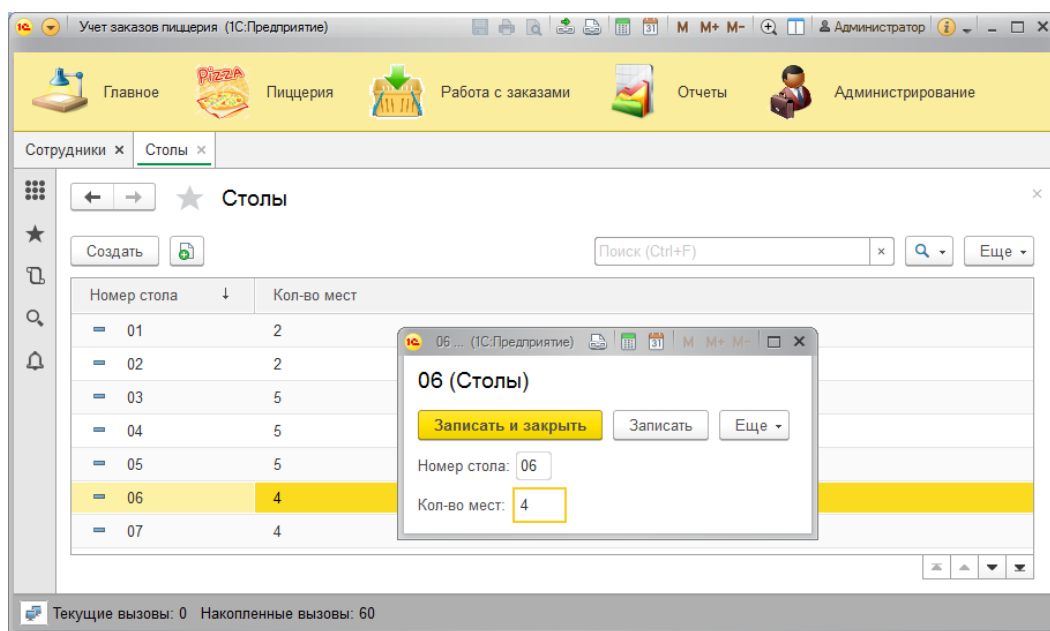 Учет заказов пиццерия (1С:Предприятие) 31 M M+ M- Администратор
Главное PizzA Пиццерия Работа с заказами Отчеты Администрирование
Сотрудники × Столы ×
Столы
Создать Поиск (Ctrl+F) × Еще
Номер стола ↓ Кол-во мест
01 2
02 2
03 5
04 5
05 5
06 4
07 4
06 ... (1С:Предприятие) 31 M M+ M-
06 (Столы)
Записать и закрыть Записать Еще
Номер стола: 06
Кол-во мест: 4
Текущие вызовы: 0 Накопленные вызовы: 60